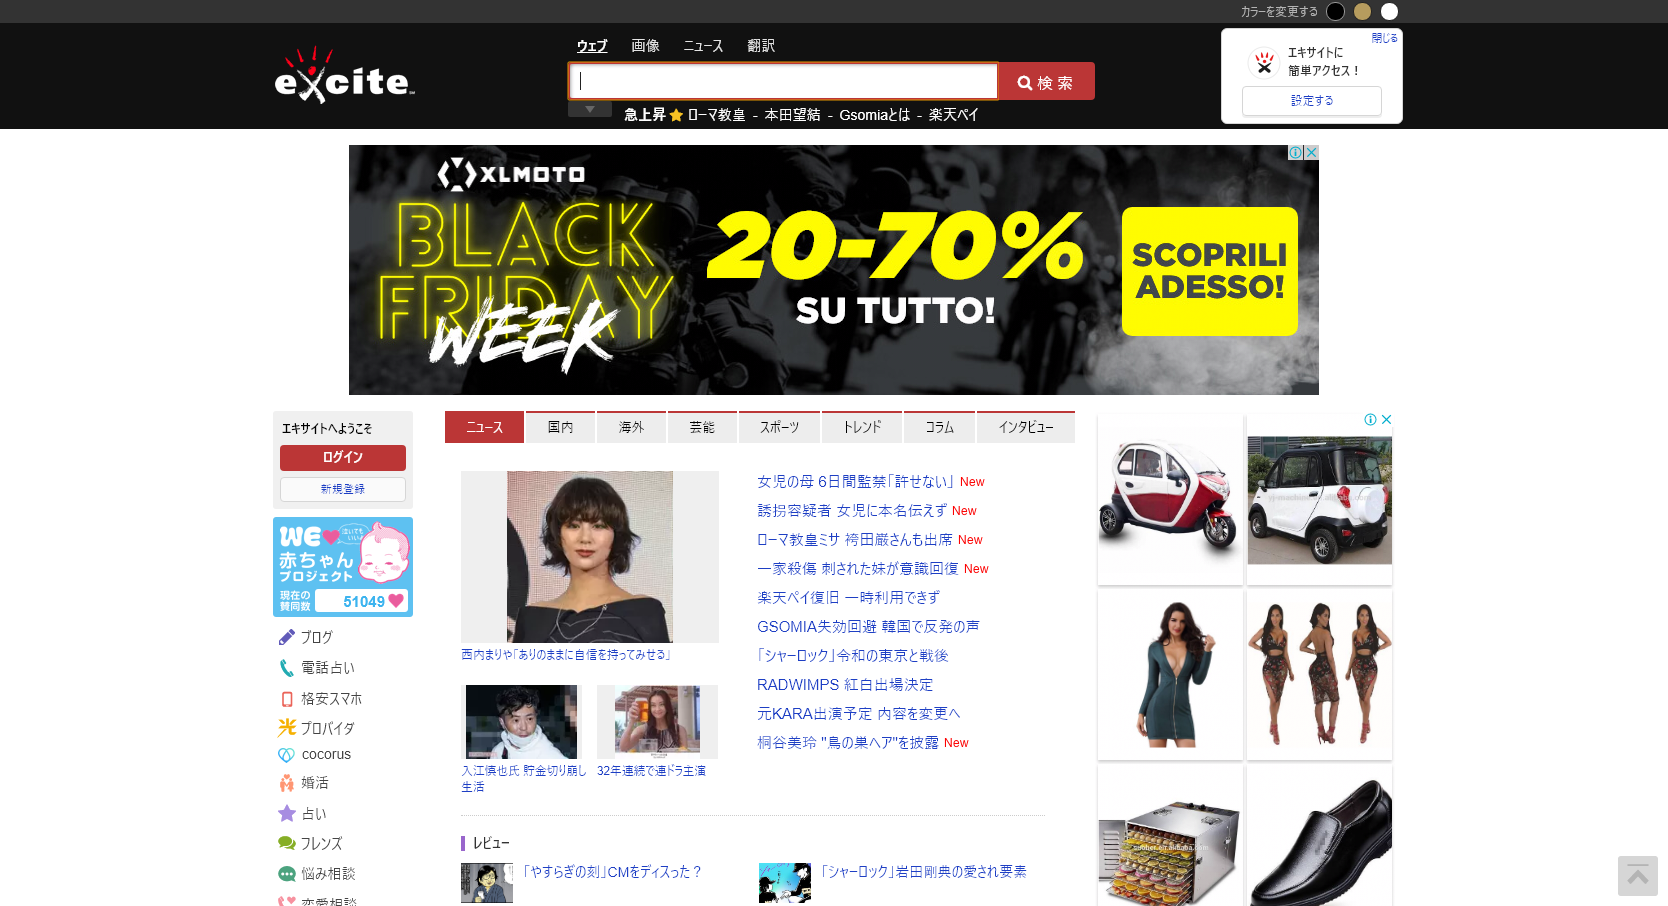 カラーを変更する
excite
ウェブ 画像 ニュース 翻訳
検索
急上昇 ローマ教皇 - 本田望結 - Gsomiaとは - 楽天ペイ
閉じる
エキサイトに
簡単アクセス！
設定する
XLMOTO
BLACK
FRIDAY
WEEK
20-70%
SU TUTTO!
SCOPRILI
ADESSO!
エキサイトへようこそ
ログイン
新規登録
WE
泣いても
いいよ
赤ちゃん
プロジェクト
現在の
賛同数
51049
ブログ
電話占い
格安スマホ
プロバイダ
cocorus
婚活
占い
フレンズ
悩み相談
恋愛相談
ニュース 国内 海外 芸能 スポーツ トレンド コラム インタビュー
西内まりや「ありのままに自信を持ってみせる」
入江慎也氏 貯金切り崩し
生活
32年連続で連ドラ主演
女児の母 6日間監禁「許せない」 New
誘拐容疑者 女児に本名伝えず New
ローマ教皇ミサ 袴田巌さんも出席 New
一家殺傷 刺された妹が意識回復 New
楽天ペイ復旧 一時利用できず
GSOMIA失効回避 韓国で反発の声
「シャーロック」令和の東京と戦後
RADWIMPS 紅白出場決定
元KARA出演予定 内容を変更へ
桐谷美玲 "鳥の巣ヘア"を披露 New
レビュー
「やすらぎの刻」CMをディスった？
「シャーロック」岩田剛典の愛され要素